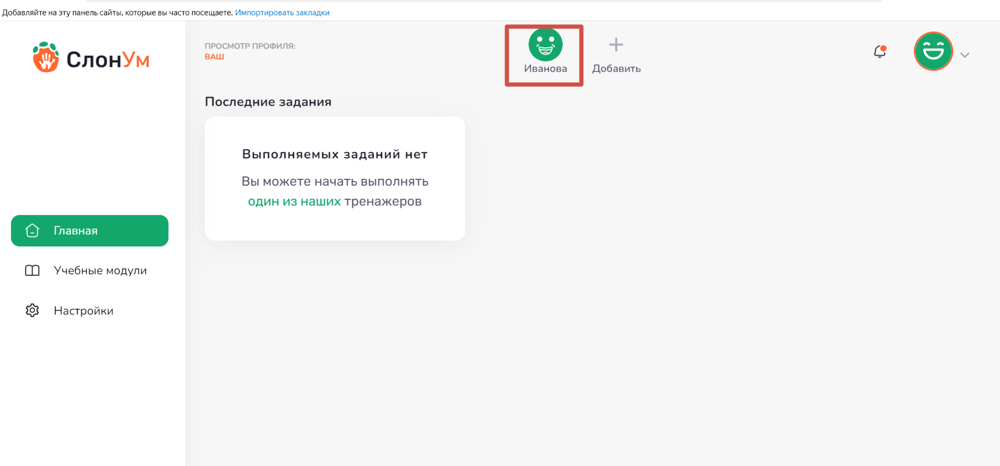 Добавляйте на эту панель сайты, которые вы часто посещаете. Импортировать закладки
СлонУм
ПРОСМОТР ПРОФИЛЯ:
ВАШ
Иванова
Добавить
Последние задания
Выполняемых заданий нет
Вы можете начать выполнять
один из наших тренажеров
Главная
Учебные модули
Настройки